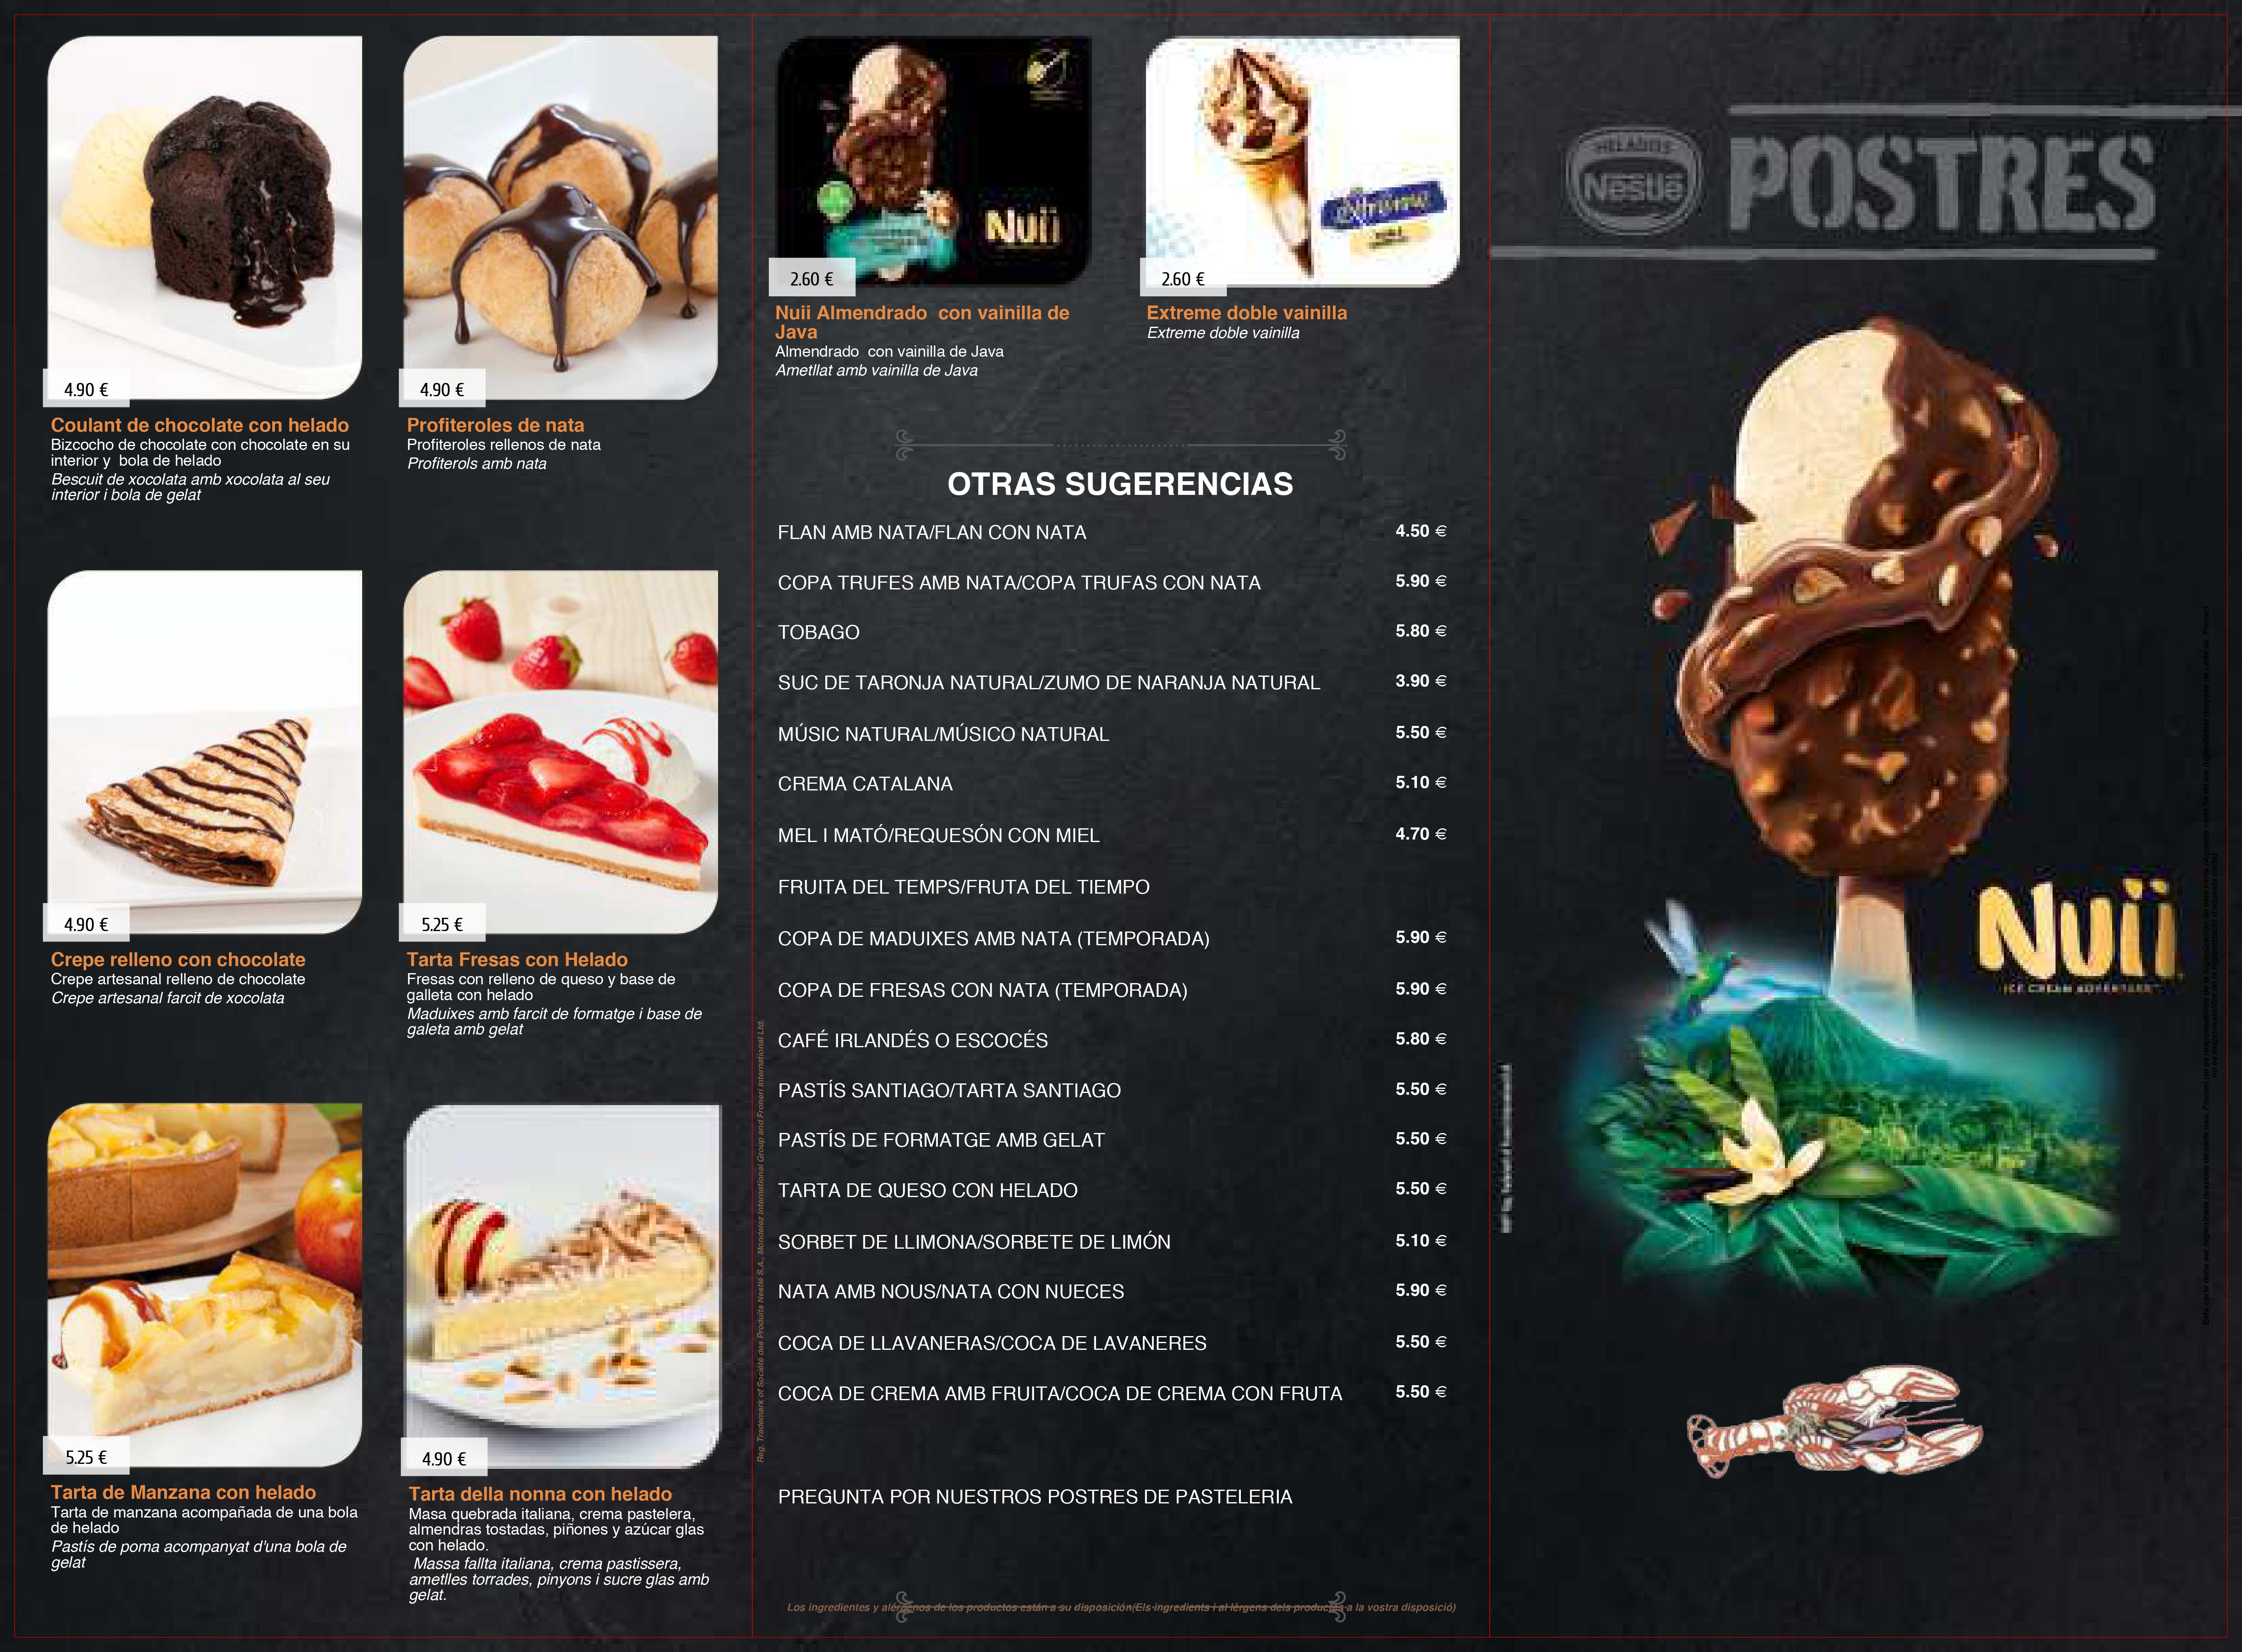 4.90 €
Coulant de chocolate con helado
Bizcocho de chocolate con chocolate en su
interior y  bola de helado
Bescuit de xocolata amb xocolata al seu
interior i bola de gelat
4.90 €
Profiteroles de nata
Profiteroles rellenos de nata
Profiterols amb nata
4.90 €
Crepe relleno con chocolate
Crepe artesanal relleno de chocolate
Crepe artesanal farcit de xocolata
5.25 €
Tarta Fresas con Helado
Fresas con relleno de queso y base de
galleta con helado
Maduixes amb farcit de formatge i base de
galeta amb gelat
5.25 €
Tarta de Manzana con helado
Tarta de manzana acompañada de una bola
de helado
Pastís de poma acompanyat d'una bola de
gelat
4.90 €
Tarta della nonna con helado
Masa quebrada italiana, crema pastelera,
almendras tostadas, piñones y azúcar glas
con helado.
Massa fallta italiana, crema pastissera,
ametlles torrades, pinyons i sucre glas amb
gelat.
Reg. Trademark of Société des Produits Nestlé S.A., Mondelez International Group and Froneri International Ltd.
Nuii
2.60 €
Nuii Almendrado  con vainilla de
Java
Almendrado  con vainilla de Java
Ametllat amb vainilla de Java
extreme
2.60 €
Extreme doble vainilla
Extreme doble vainilla
OTRAS SUGERENCIAS
FLAN AMB NATA/FLAN CON NATA 4.50 €
COPA TRUFES AMB NATA/COPA TRUFAS CON NATA 5.90 €
TOBAGO 5.80 €
SUC DE TARONJA NATURAL/ZUMO DE NARANJA NATURAL 3.90 €
MÚSIC NATURAL/MÚSICO NATURAL 5.50 €
CREMA CATALANA 5.10 €
MEL I MATÓ/REQUESÓN CON MIEL 4.70 €
FRUITA DEL TEMPS/FRUTA DEL TIEMPO
COPA DE MADUIXES AMB NATA (TEMPORADA) 5.90 €
COPA DE FRESAS CON NATA (TEMPORADA) 5.90 €
CAFÉ IRLANDÉS O ESCOCÉS 5.80 €
PASTÍS SANTIAGO/TARTA SANTIAGO 5.50 €
PASTÍS DE FORMATGE AMB GELAT 5.50 €
TARTA DE QUESO CON HELADO 5.50 €
SORBET DE LLIMONA/SORBETE DE LIMÓN 5.10 €
NATA AMB NOUS/NATA CON NUECES 5.90 €
COCA DE LLAVANERAS/COCA DE LAVANERES 5.50 €
COCA DE CREMA AMB FRUITA/COCA DE CREMA CON FRUTA 5.50 €
PREGUNTA POR NUESTROS POSTRES DE PASTELERIA
Los ingredientes y alérgenos de los productos están a su disposición(Els ingredients i al·lèrgens dels productes a la vostra disposició)
HELADOS
Nestlé
POSTRES
Nuii
ICE CREAM ADVENTURE